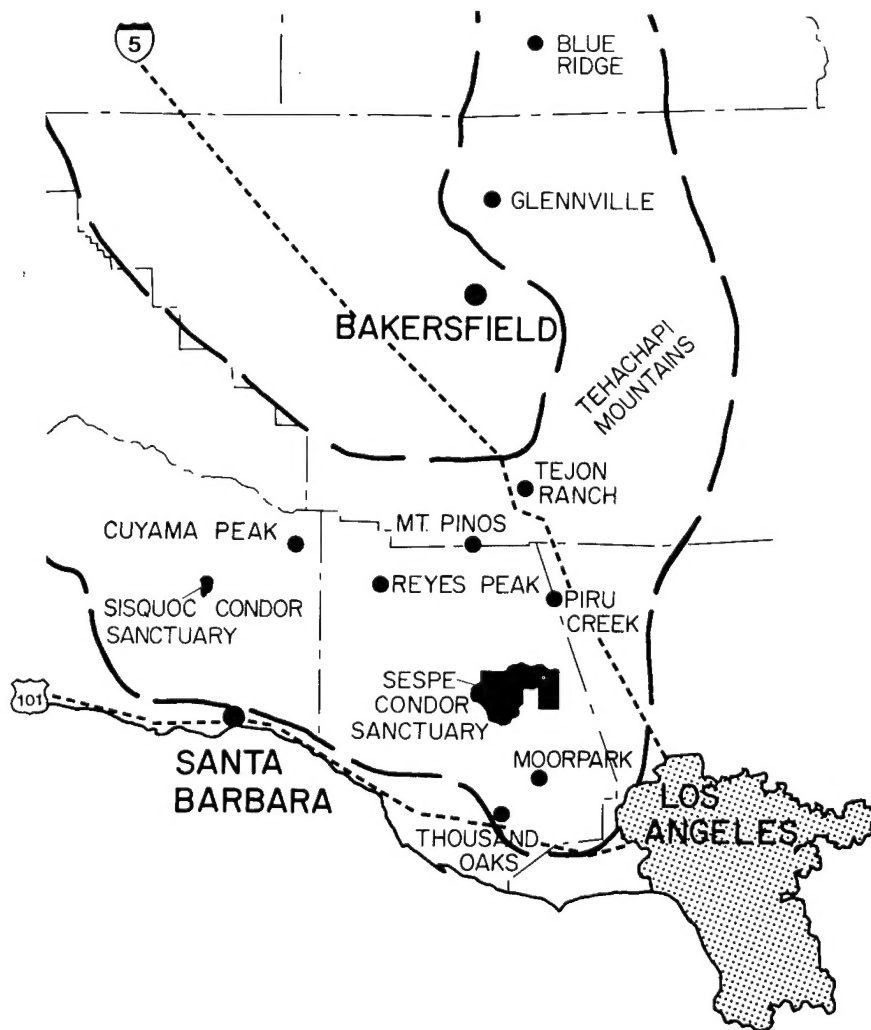 5
BLUE
RIDGE
GLENNVILLE
BAKERSFIELD
TEHACHAPI
MOUNTAINS
TEJON
RANCH
CUYAMA PEAK
MT. PINOS
REYES PEAK
PIRU
CREEK
SISQUOC CONDOR
SANCTUARY
SESPE
CONDOR
SANCTUARY
101
SANTA
BARBARA
MOORPARK
LOS
ANGELES
THOUSAND
OAKS